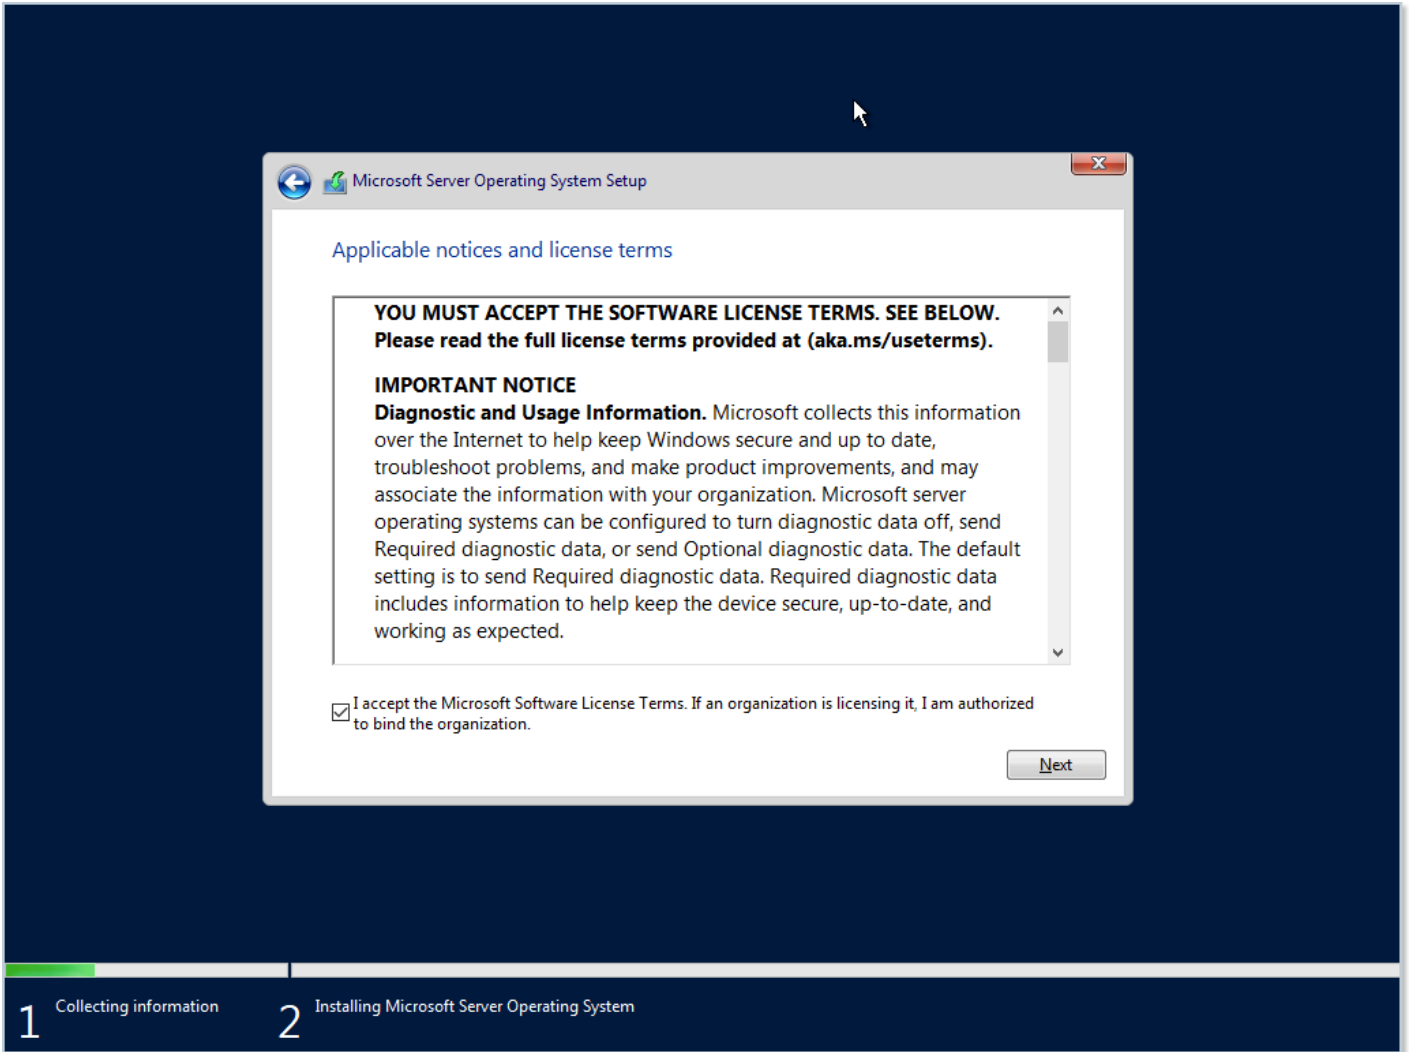 Microsoft Server Operating System Setup
X
Applicable notices and license terms
YOU MUST ACCEPT THE SOFTWARE LICENSE TERMS. SEE BELOW.
Please read the full license terms provided at (aka.ms/useterms).
IMPORTANT NOTICE
Diagnostic and Usage Information. Microsoft collects this information
over the Internet to help keep Windows secure and up to date,
troubleshoot problems, and make product improvements, and may
associate the information with your organization. Microsoft server
operating systems can be configured to turn diagnostic data off, send
Required diagnostic data, or send Optional diagnostic data. The default
setting is to send Required diagnostic data. Required diagnostic data
includes information to help keep the device secure, up-to-date, and
working as expected.
I accept the Microsoft Software License Terms. If an organization is licensing it, I am authorized
to bind the organization.
Next
1 Collecting information
2 Installing Microsoft Server Operating System